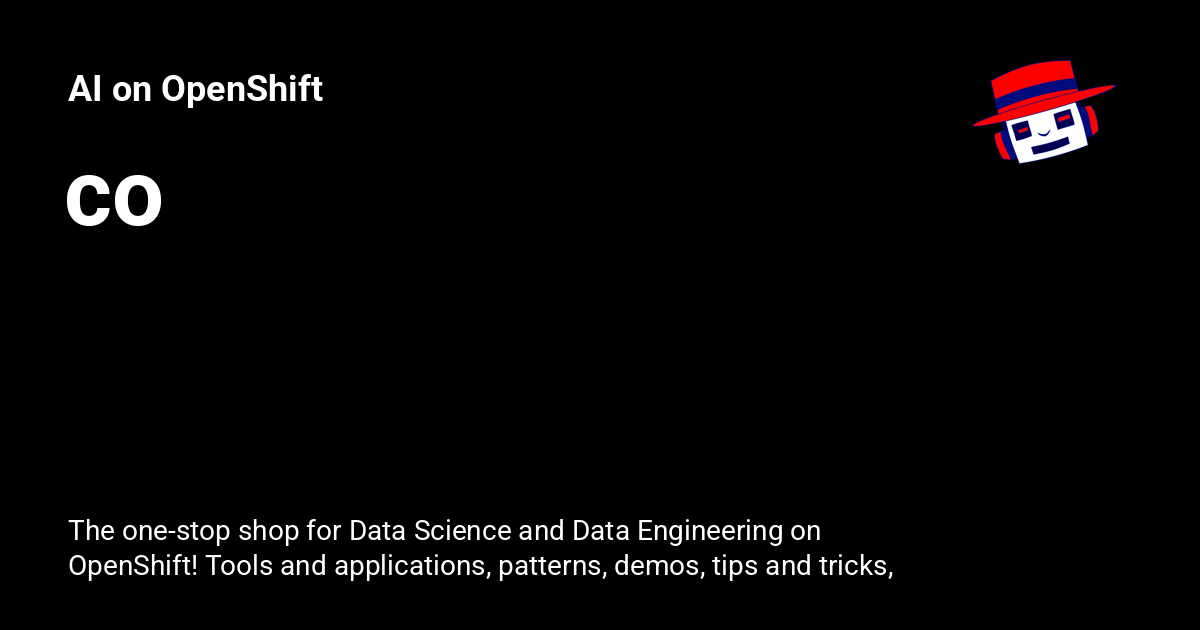 AI on OpenShift
co
The one-stop shop for Data Science and Data Engineering on
OpenShift! Tools and applications, patterns, demos, tips and tricks,